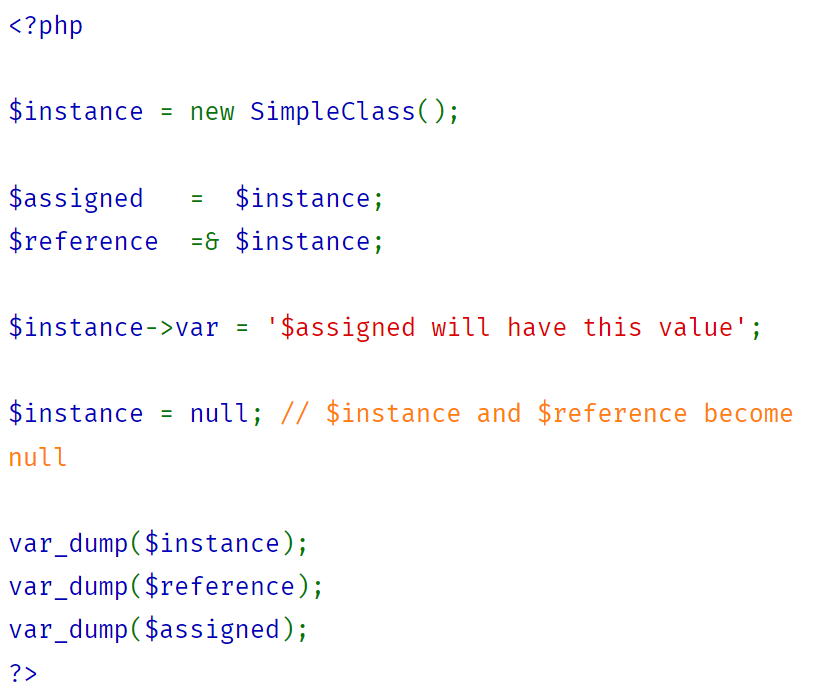 <?php
$instance = new SimpleClass();
$assigned   =  $instance;
$reference  =& $instance;
$instance->var = '$assigned will have this value';
$instance = null; // $instance and $reference become
null
var_dump($instance);
var_dump($reference);
var_dump($assigned);
?>